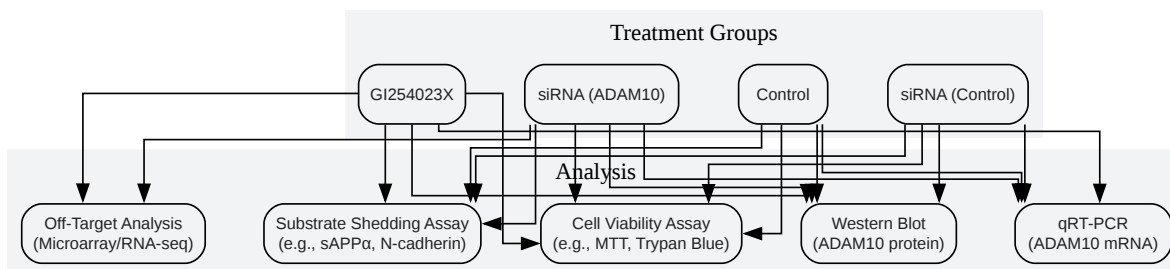 Treatment Groups
GI254023X
siRNA (ADAM10)
Control
siRNA (Control)
Analysis
Off-Target Analysis
(Microarray/RNA-seq)
Substrate Shedding Assay
(e.g., sAPPα, N-cadherin)
Cell Viability Assay
(e.g., MTT, Trypan Blue)
Western Blot
(ADAM10 protein)
qRT-PCR
(ADAM10 mRNA)